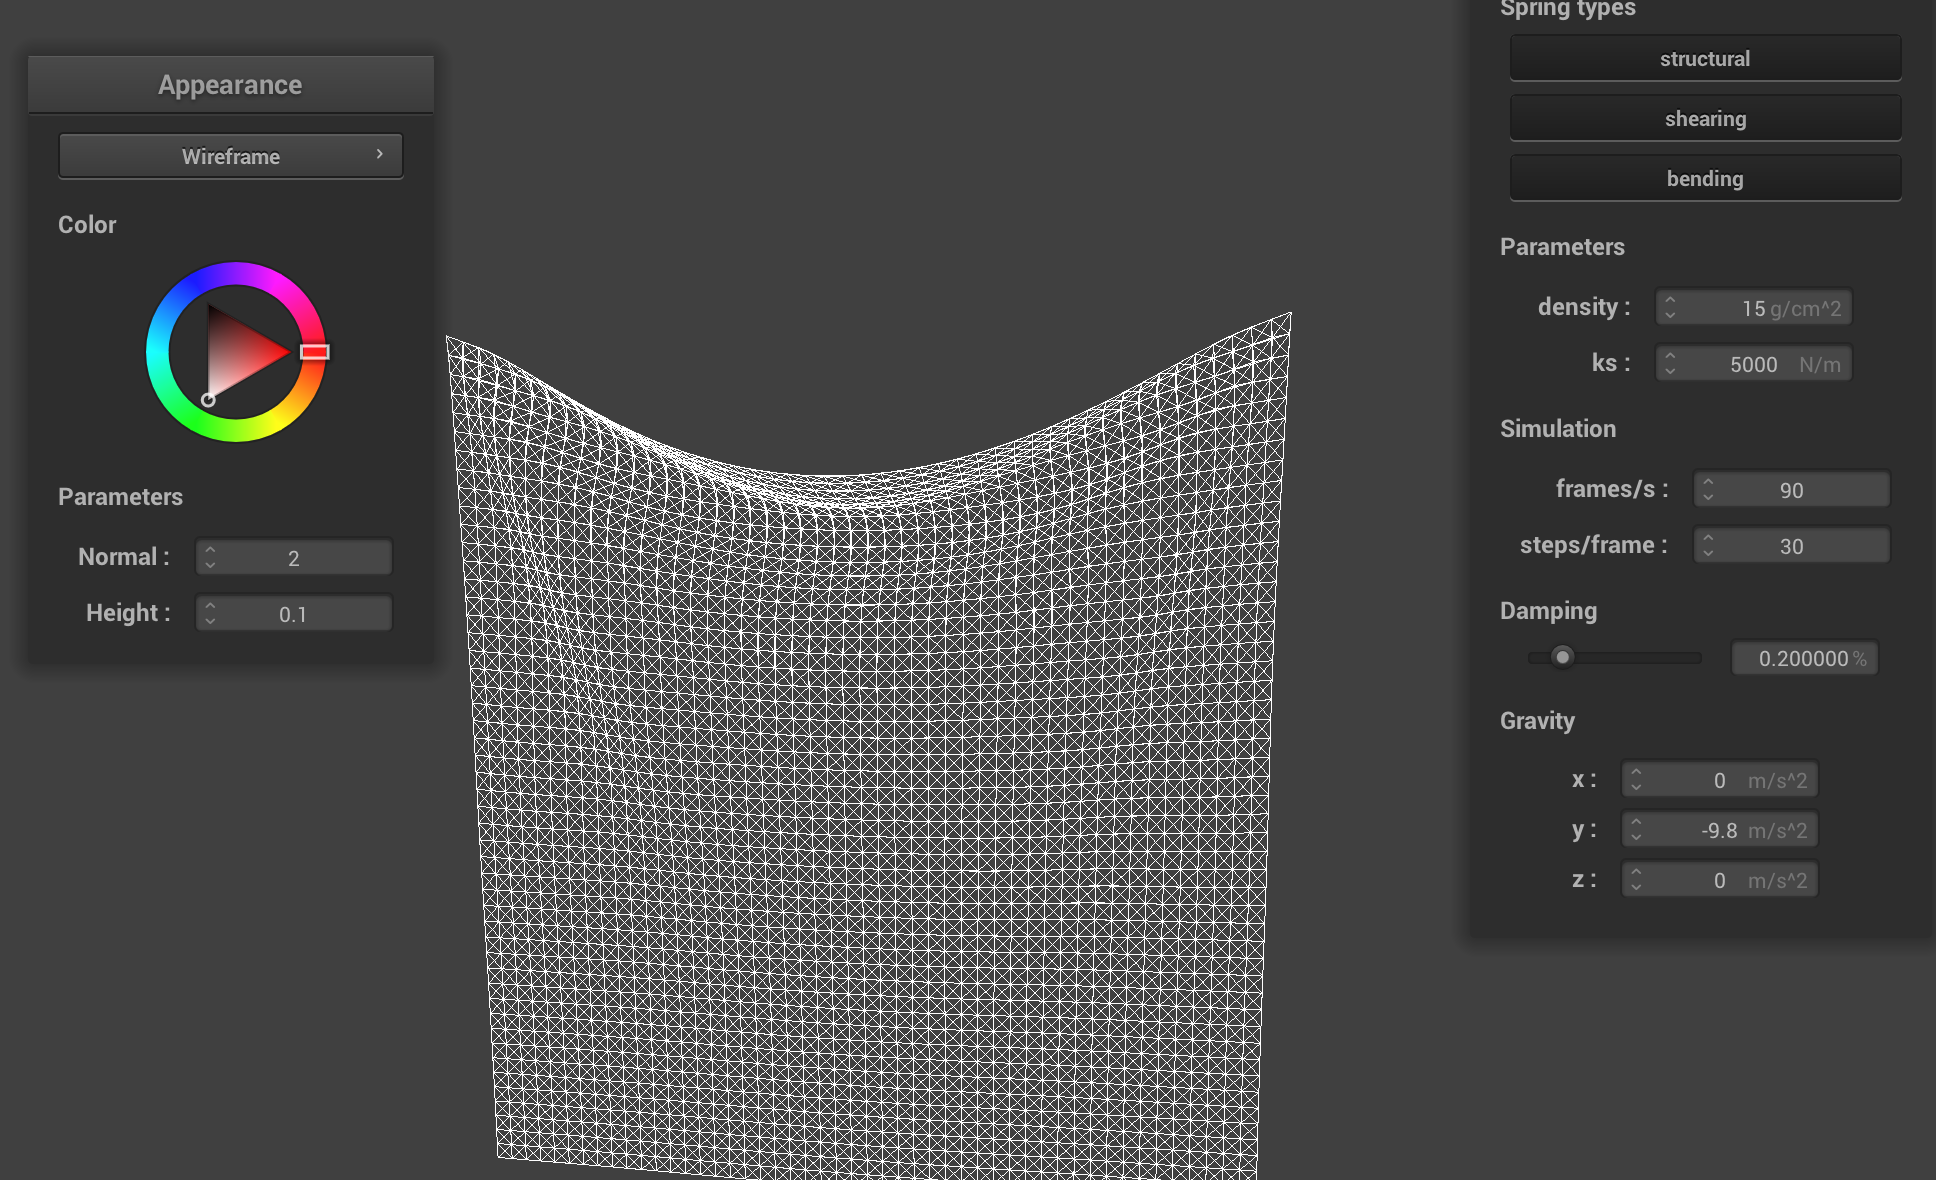 Appearance
Wireframe
Color
Parameters
Normal : 2
Height : 0.1
Spring types
structural
shearing
bending
Parameters
density : 15 g/cm^2
ks : 5000 N/m
Simulation
frames/s : 90
steps/frame : 30
Damping
0.200000 %
Gravity
x : 0 m/s^2
y : -9.8 m/s^2
z : 0 m/s^2